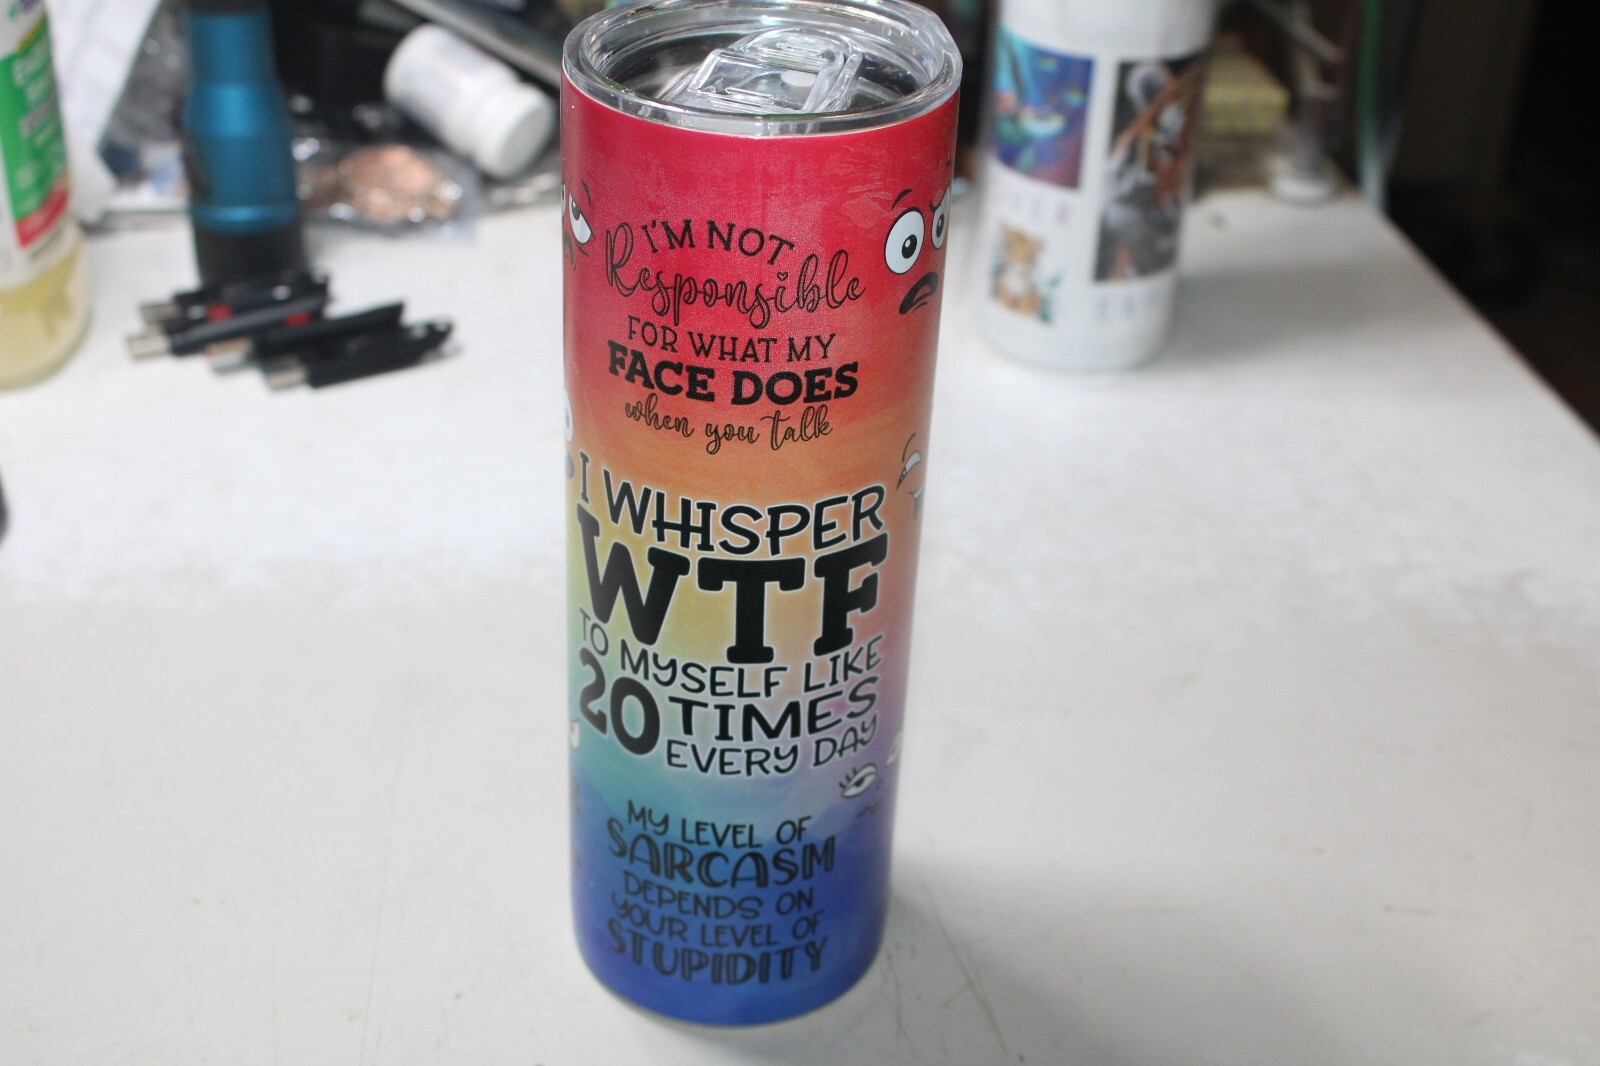 I'M NOT
Responsible
FOR WHAT MY
FACE DOES
when you talk
I WHISPER
WTF
TO MYSELF LIKE
20 TIMES
EVERY DAY
MY LEVEL OF
SARCASM
DEPENDS ON
YOUR LEVEL OF
STUPIDITY